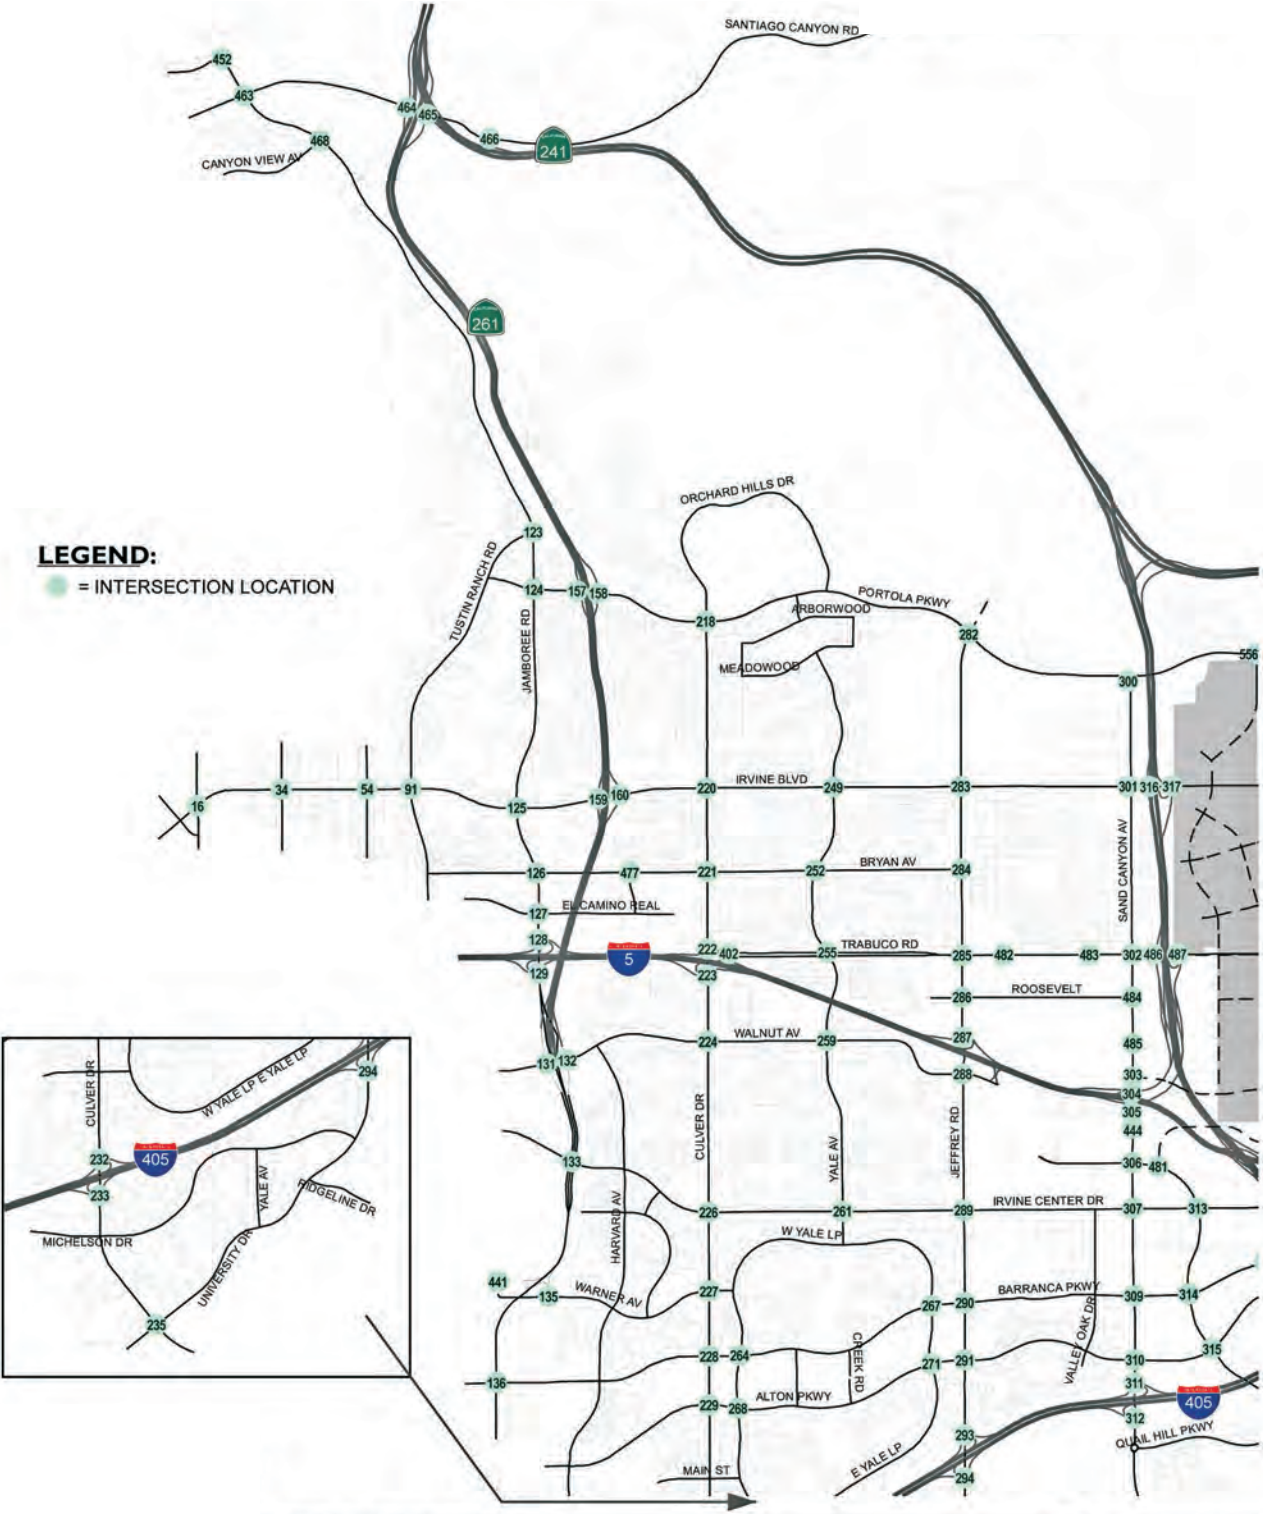 SANTIAGO CANYON RD
452
463
464
465
466
241
468
CANYON VIEW AV
261
ORCHARD HILLS DR
123
LEGEND:
= INTERSECTION LOCATION
TUSTIN RANCH RD
124
157
158
JAMBOREE RD
218
ARBORWOOD
PORTOLA PKWY
282
MEADOWOOD
300
556
16
34
54
91
125
159
160
220
IRVINE BLVD
249
283
301
316
317
SAND CANYON AV
126
477
221
252
BRYAN AV
284
127
EL CAMINO REAL
128
129
5
222
402
223
255
TRABUCO RD
285
482
483
302
486
487
286
ROOSEVELT
484
131
132
224
WALNUT AV
259
287
288
485
303
304
305
444
CULVER DR
YALE AV
JEFFREY RD
133
306
481
HARVARD AV
226
261
289
IRVINE CENTER DR
307
313
W YALE LP
441
135
WARNER AV
227
267
290
BARRANCA PKWY
309
314
VALLEY OAK DR
136
228
264
CREEK RD
271
291
310
315
311
229
268
ALTON PKWY
312
405
QUAIL HILL PKWY
293
E YALE LP
MAIN ST
294
CULVER DR
W YALE LP E YALE LP
294
232
405
233
YALE AV
RIDGELINE DR
MICHELSON DR
UNIVERSITY DR
235